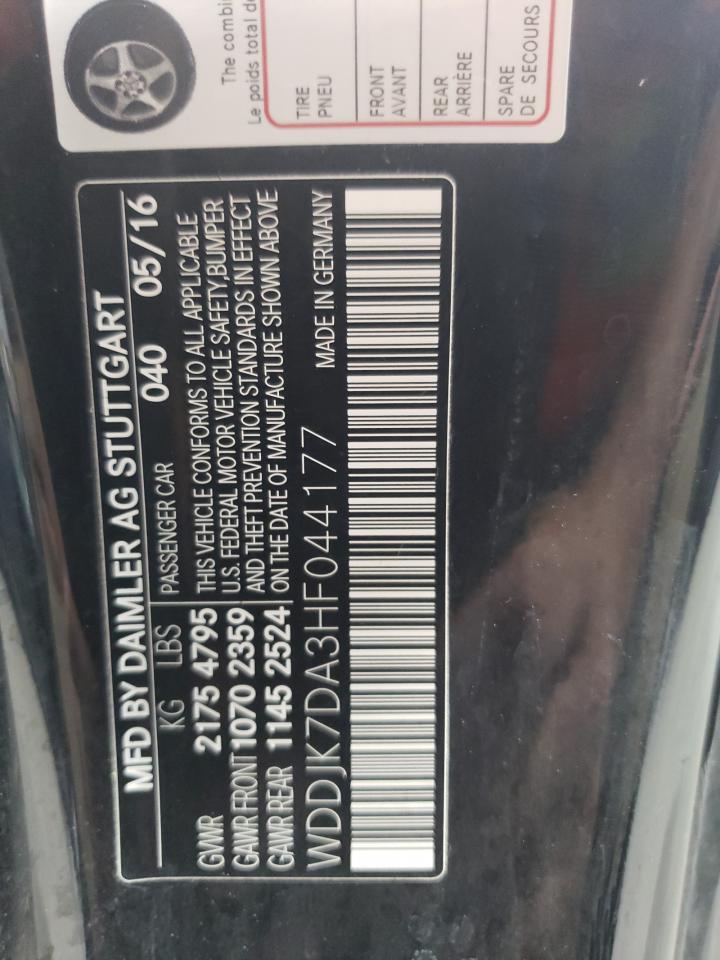 MFD BY DAIMLER AG STUTTGART
KG LBS PASSENGER CAR 040 05/16
GVWR 2175 4795 THIS VEHICLE CONFORMS TO ALL APPLICABLE
GAWR FRONT 1070 2359 U.S. FEDERAL MOTOR VEHICLE SAFETY,BUMPER
GAWR REAR 1145 2524 AND THEFT PREVENTION STANDARDS IN EFFECT
ON THE DATE OF MANUFACTURE SHOWN ABOVE
WDDJK7DA3HF044177 MADE IN GERMANY
The
Le poids total
TIRE
PNEU
FRONT
AVANT
REAR
ARRIÈRE
SPARE
DE SECOURS